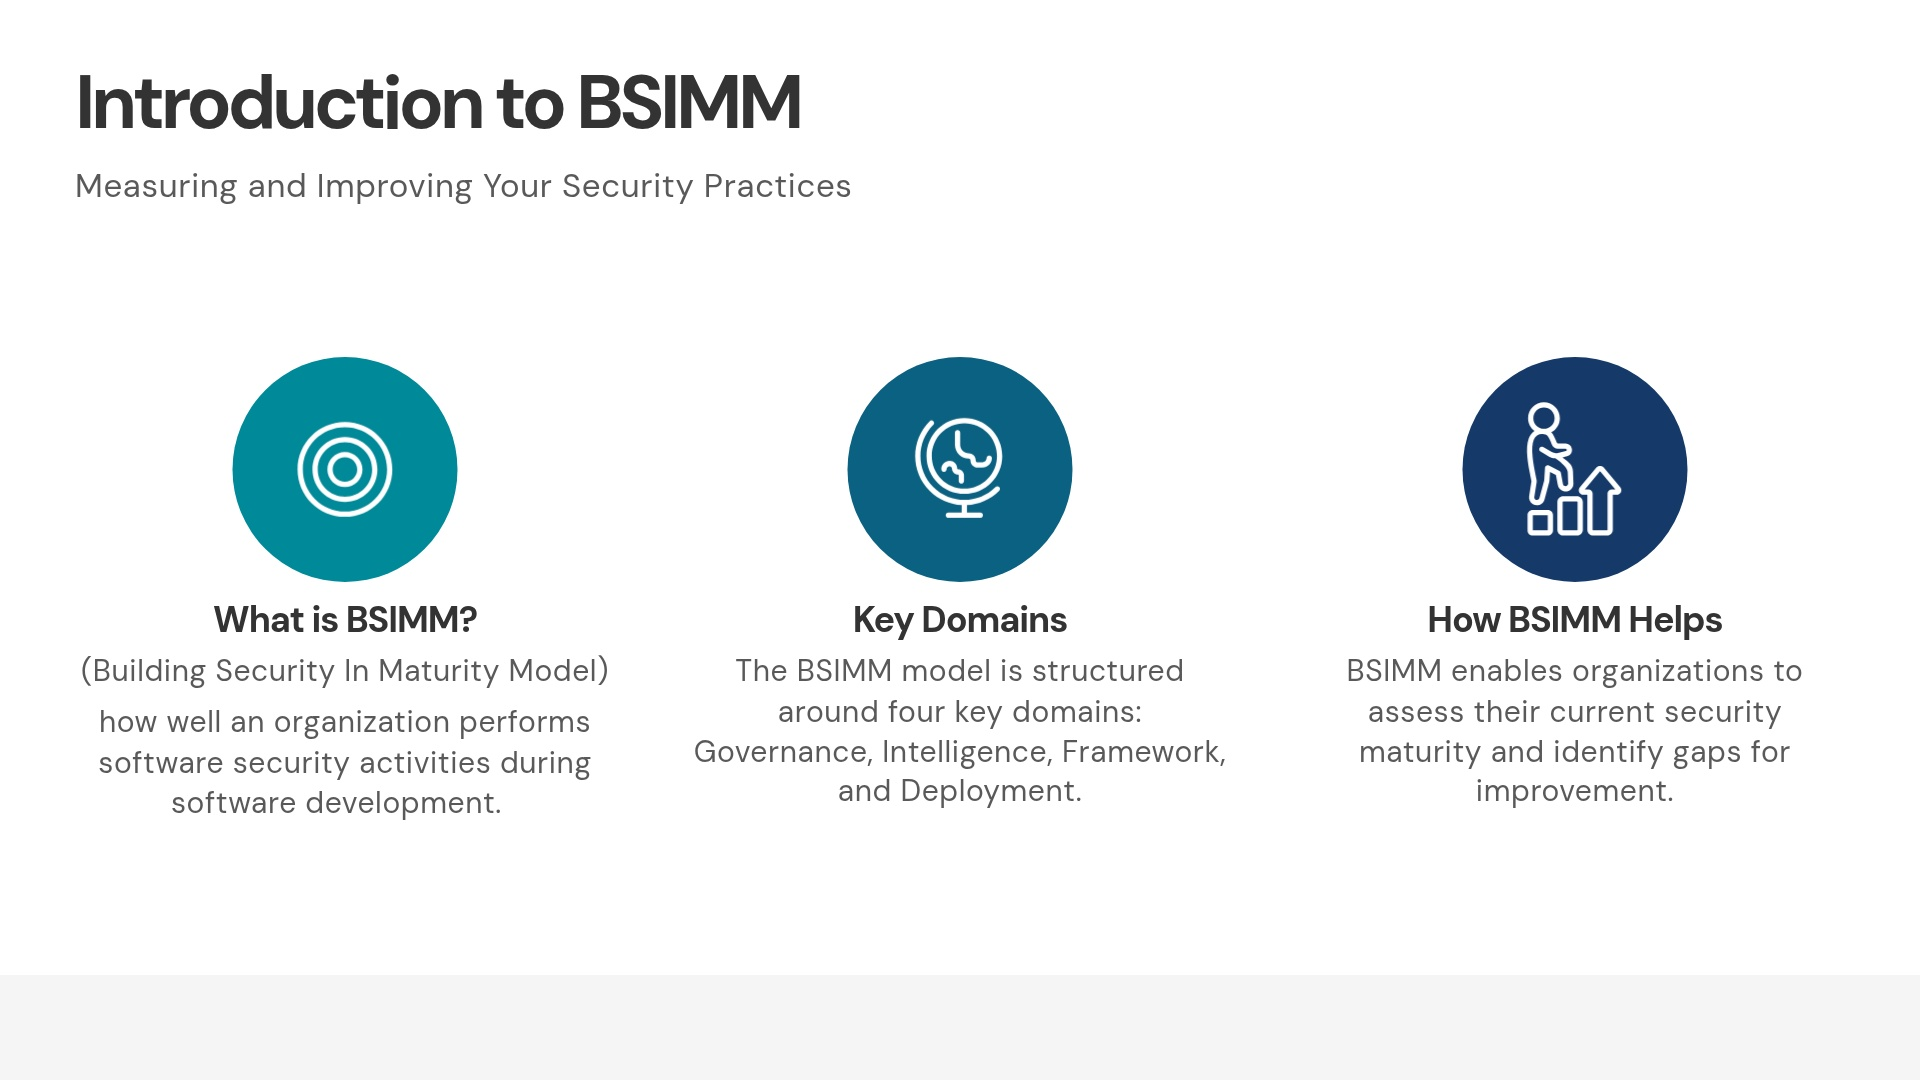 Introduction to BSIMM
Measuring and Improving Your Security Practices
What is BSIMM?
(Building Security In Maturity Model)
how well an organization performs
software security activities during
software development.
Key Domains
The BSIMM model is structured
around four key domains:
Governance, Intelligence, Framework,
and Deployment.
How BSIMM Helps
BSIMM enables organizations to
assess their current security
maturity and identify gaps for
improvement.